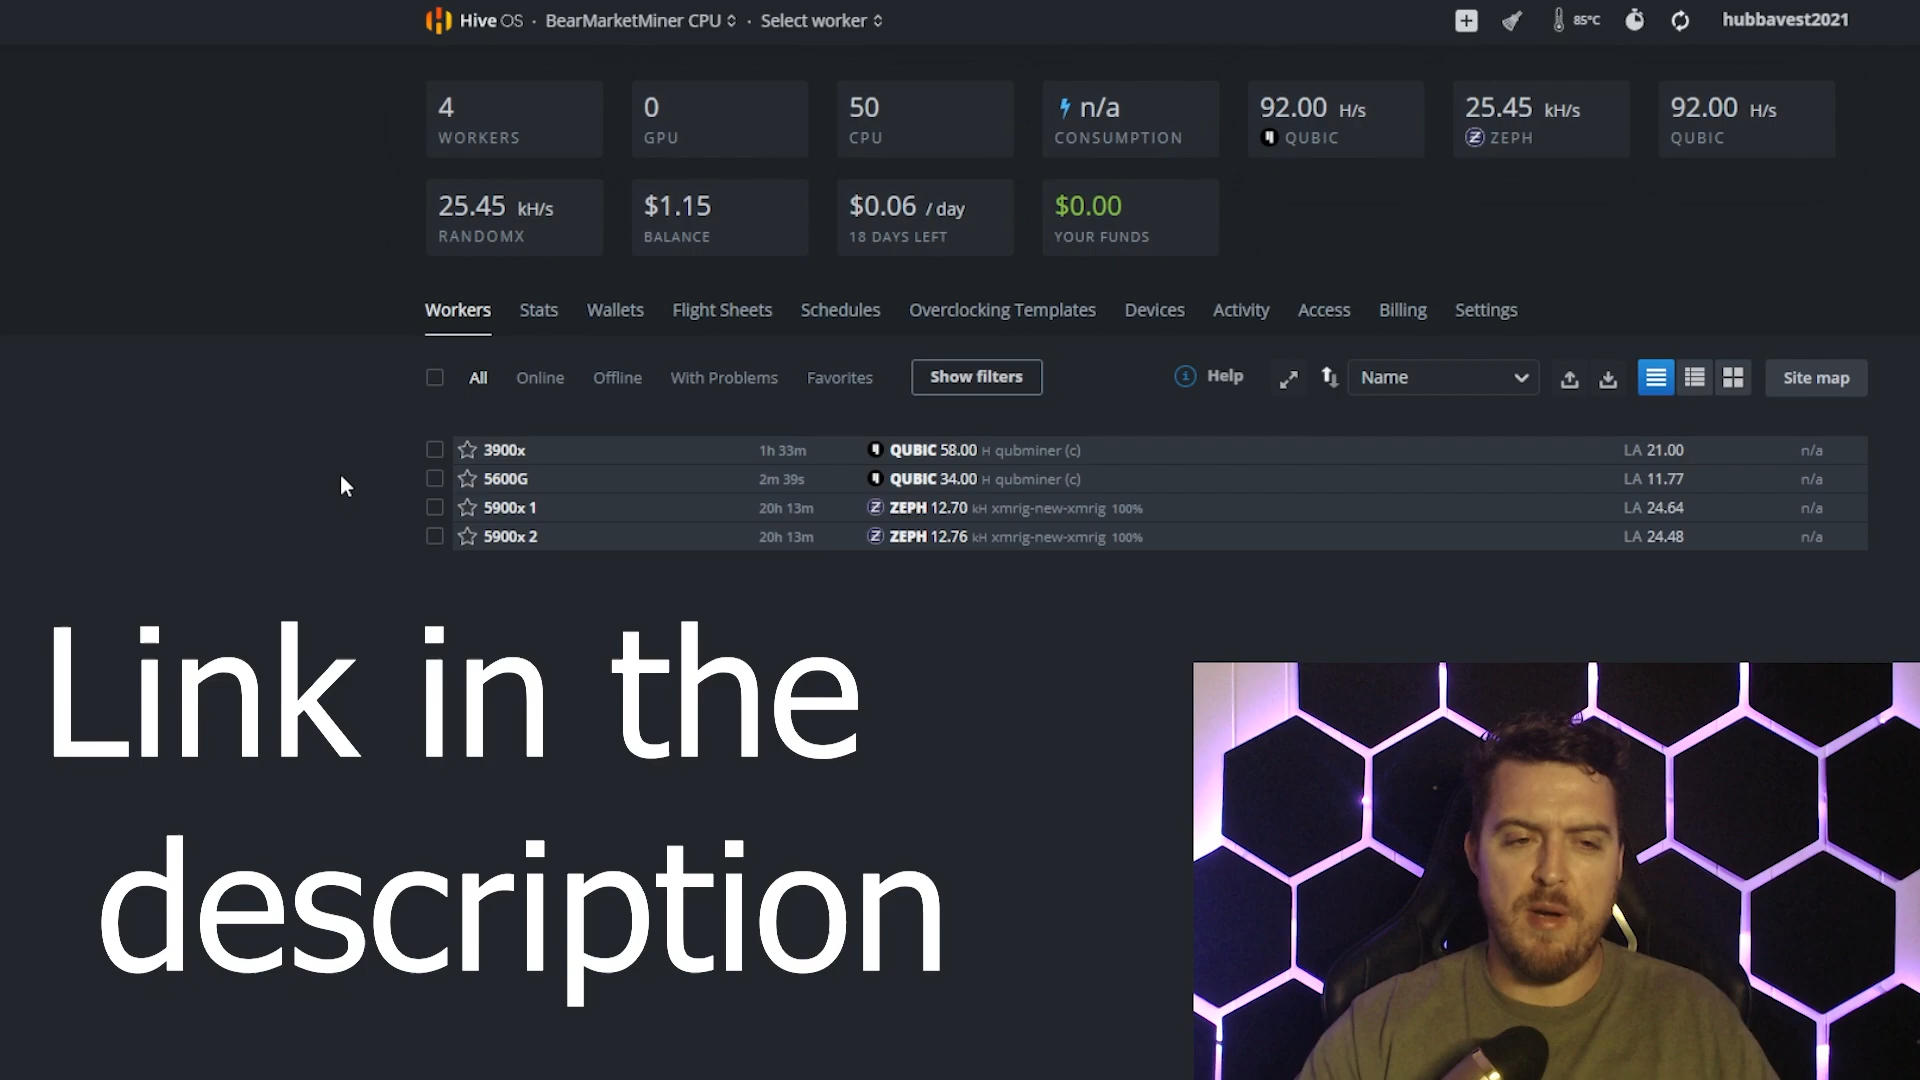 Hive OS · BearMarketMiner CPU · Select worker 85°C hubbavest2021
4 0 50 n/a 92.00 H/s 25.45 kH/s 92.00 H/s
WORKERS GPU CPU CONSUMPTION QUBIC ZEPH QUBIC
25.45 kH/s $1.15 $0.06 / day $0.00
RANDOMX BALANCE 18 DAYS LEFT YOUR FUNDS
Workers Stats Wallets Flight Sheets Schedules Overclocking Templates Devices Activity Access Billing Settings
All Online Offline With Problems Favorites Show filters Help Name Site map
3900x 1h 33m QUBIC 58.00 H qubminer (c) LA 21.00 n/a
5600G 2m 39s QUBIC 34.00 H qubminer (c) LA 11.77 n/a
5900x 1 20h 13m ZEPH 12.70 kH xmrig-new-xmrig 100% LA 24.64 n/a
5900x 2 20h 13m ZEPH 12.76 kH xmrig-new-xmrig 100% LA 24.48 n/a
Link in the
description